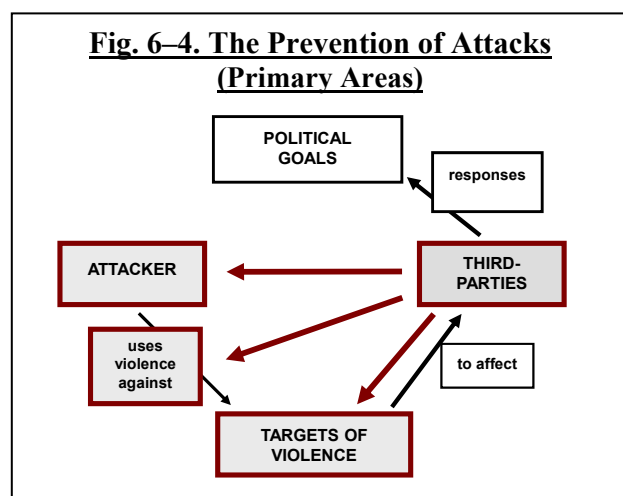 Fig. 6–4. The Prevention of Attacks
(Primary Areas)
POLITICAL
GOALS
responses
ATTACKER
THIRD-
PARTIES
uses
violence
against
to affect
TARGETS OF
VIOLENCE